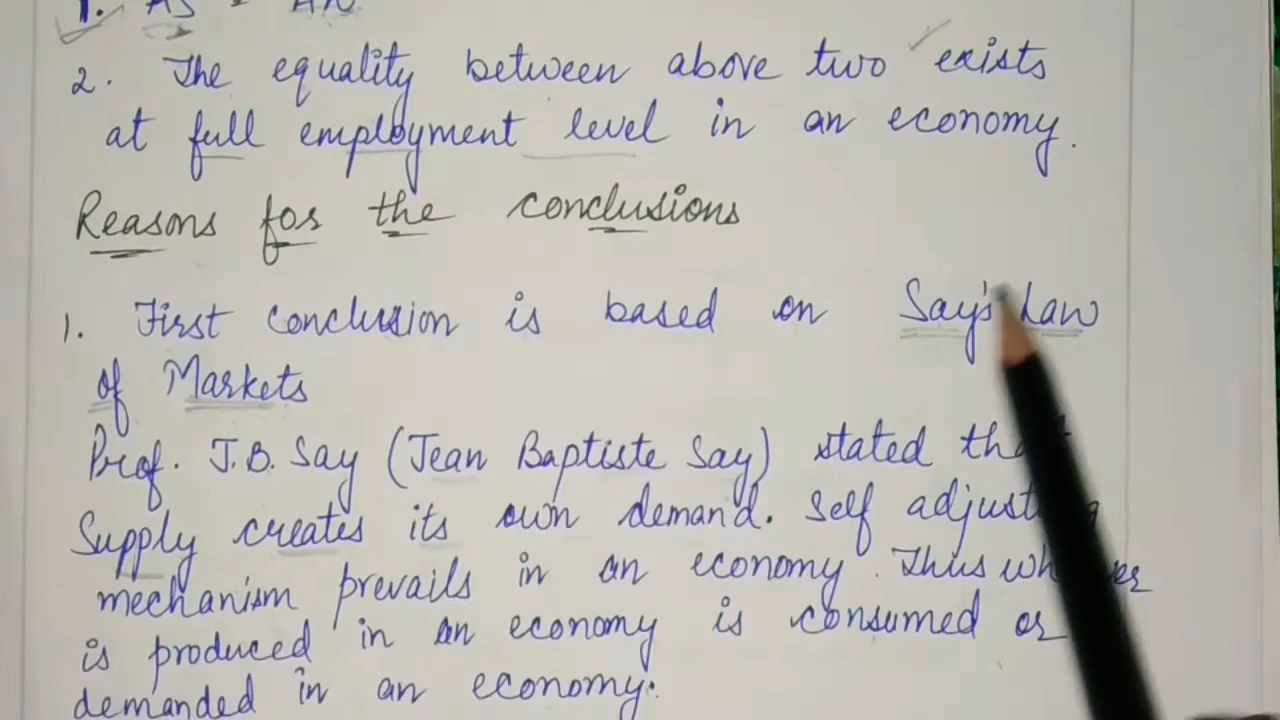 1. AS = AD
2. The equality between above two exists
at full employment level in an economy.
Reasons for the conclusions
1. First conclusion is based on Say's Law
of Markets
Prof. J.B. Say (Jean Baptiste Say) stated
Supply creates its own demand. Self
mechanism prevails in an economy. Thus
is produced in an economy is consumed or
demanded in an economy.